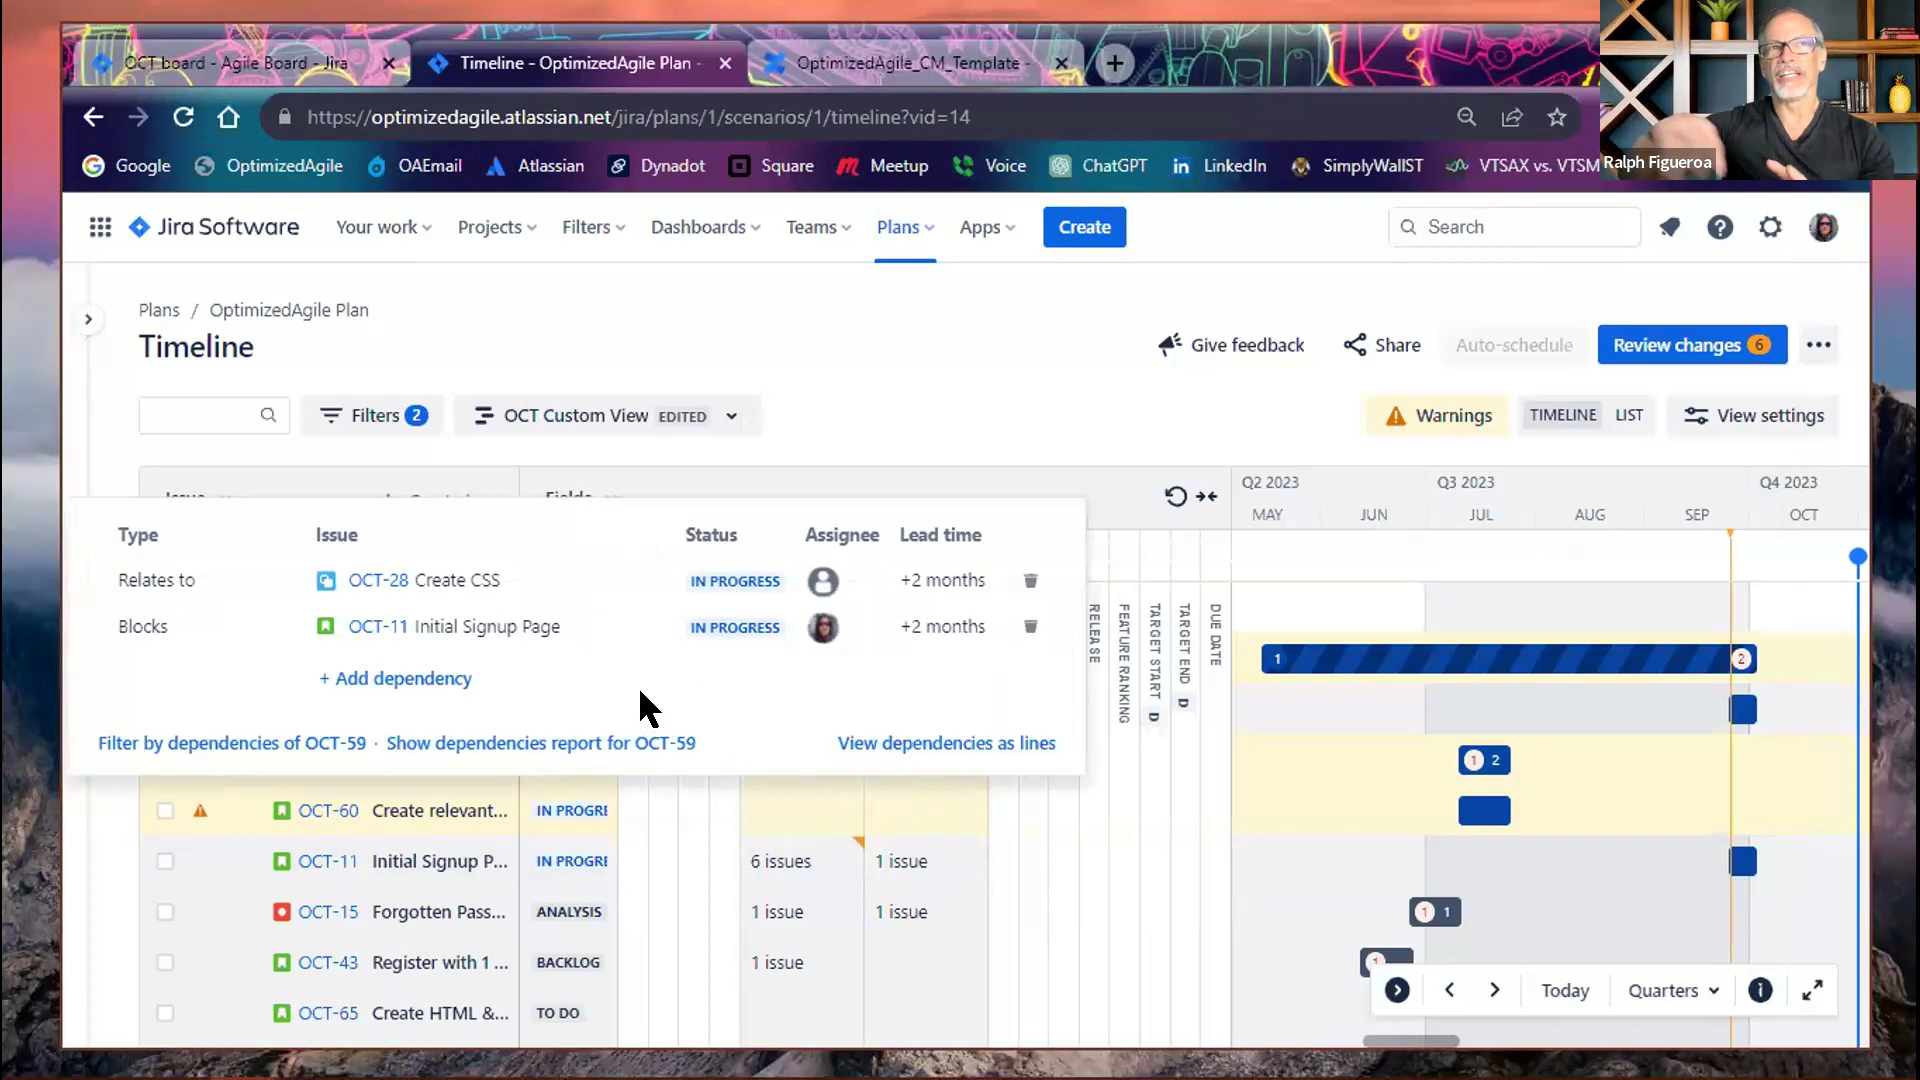 OCT board - Agile Board - Jira
Timeline - OptimizedAgile Plan -
OptimizedAgile_CM_Template -
https://optimizedagile.atlassian.net/jira/plans/1/scenarios/1/timeline?vid=14
Google OptimizedAgile OAEmail Atlassian Dynadot Square Meetup Voice ChatGPT LinkedIn SimplyWallST VTSAX vs. VTSM
Ralph Figueroa
Jira Software Your work Projects Filters Dashboards Teams Plans Apps Create Search
Plans / OptimizedAgile Plan
Timeline
Give feedback Share Auto-schedule Review changes 6
Filters 2 OCT Custom View EDITED Warnings TIMELINE LIST View settings
Issue Fields
Q2 2023 Q3 2023 Q4 2023
MAY JUN JUL AUG SEP OCT
Type Issue Status Assignee Lead time
Relates to OCT-28 Create CSS IN PROGRESS +2 months
Blocks OCT-11 Initial Signup Page IN PROGRESS +2 months
+ Add dependency
Filter by dependencies of OCT-59 · Show dependencies report for OCT-59 View dependencies as lines
RELEASE
FEATURE RANKING
TARGET START D
TARGET END D
DUE DATE
1 2
1 2
OCT-60 Create relevant... IN PROGRE
OCT-11 Initial Signup P... IN PROGRE 6 issues 1 issue
OCT-15 Forgotten Pass... ANALYSIS 1 issue 1 issue 1 1
OCT-43 Register with 1 ... BACKLOG 1 issue 1
OCT-65 Create HTML &... TO DO
Today Quarters